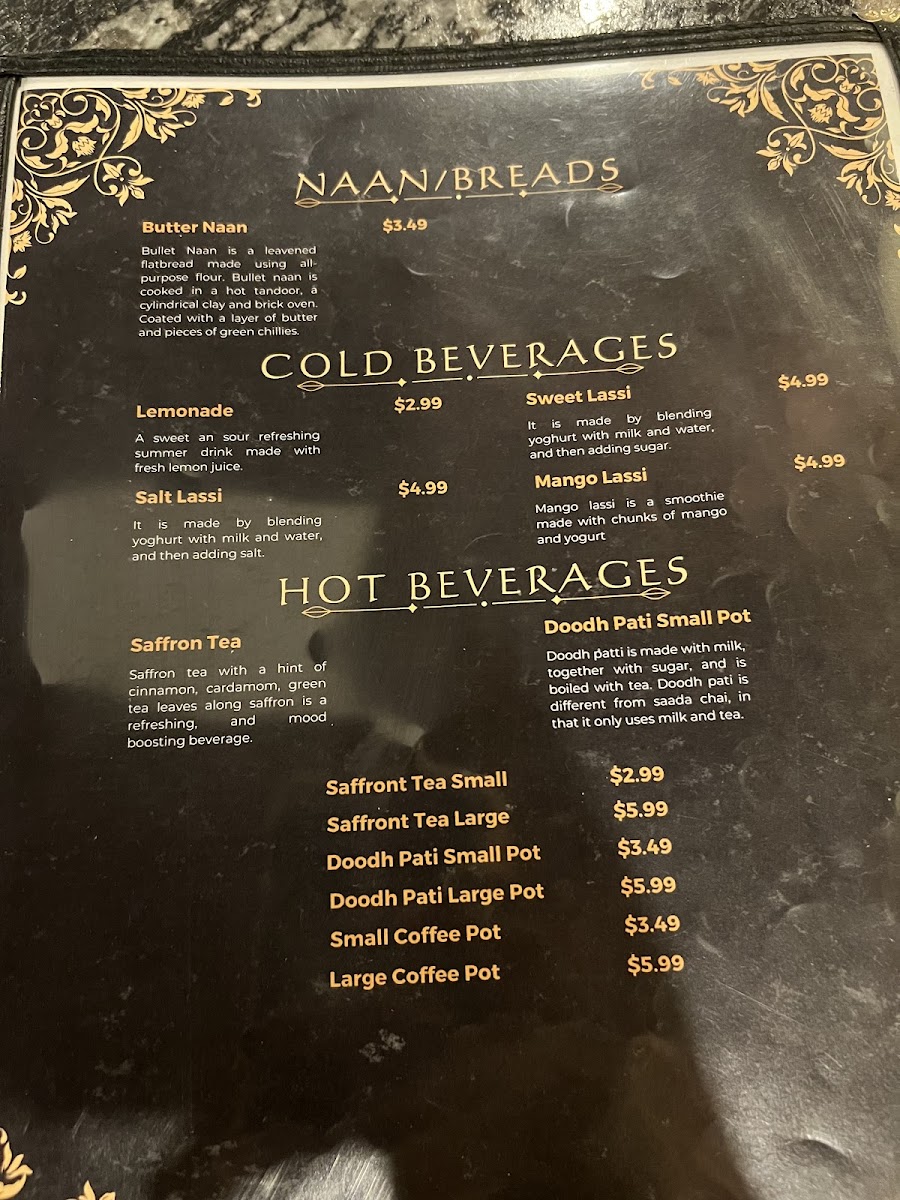 NAAN/BREADS
Butter Naan $3.49
Bullet Naan is a leavened
flatbread made using all-
purpose flour. Bullet naan is
cooked in a hot tandoor, a
cylindrical clay and brick oven.
Coated with a layer of butter
and pieces of green chillies.
COLD BEVERAGES
Lemonade $2.99
A sweet an sour refreshing
summer drink made with
fresh lemon juice.
Salt Lassi $4.99
It is made by blending
yoghurt with milk and water,
and then adding salt.
Sweet Lassi $4.99
It is made by blending
yoghurt with milk and water,
and then adding sugar.
Mango Lassi $4.99
Mango lassi is a smoothie
made with chunks of mango
and yogurt
HOT BEVERAGES
Saffron Tea
Saffron tea with a hint of
cinnamon, cardamom, green
tea leaves along saffron is a
refreshing, and mood
boosting beverage.
Doodh Pati Small Pot
Doodh patti is made with milk,
together with sugar, and is
boiled with tea. Doodh pati is
different from saada chai, in
that it only uses milk and tea.
Saffront Tea Small $2.99
Saffront Tea Large $5.99
Doodh Pati Small Pot $3.49
Doodh Pati Large Pot $5.99
Small Coffee Pot $3.49
Large Coffee Pot $5.99